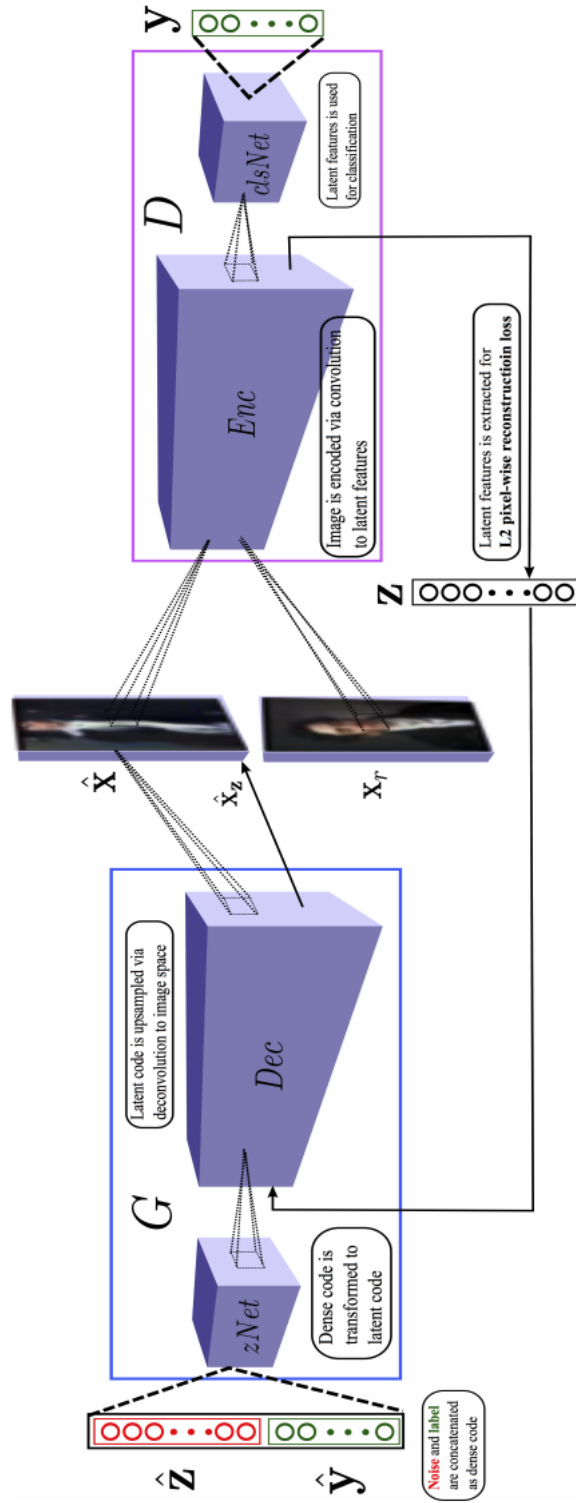 ẑ
ŷ
Noise and label
are concatenated
as dense code
G
zNet
Dense code is
transformed to
latent code
Dec
Latent code is upsampled via
deconvolution to image space
x̂
x̂_z
x_r
D
Enc
Image is encoded via convolution
to latent features
clsNet
Latent features is used
for classification
y
z
Latent features is extracted for
L2 pixel-wise reconstructioin loss